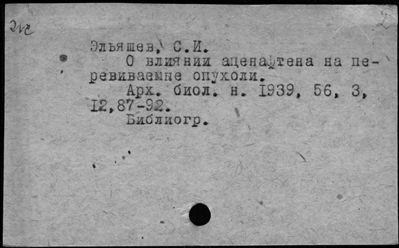 Эльяшев, С.И.
О влиянии аценафтена на пе-
ревиваемые опухоли.
Арх. биол. н. 1939, 56, 3,
12,87-92.
Библиогр.